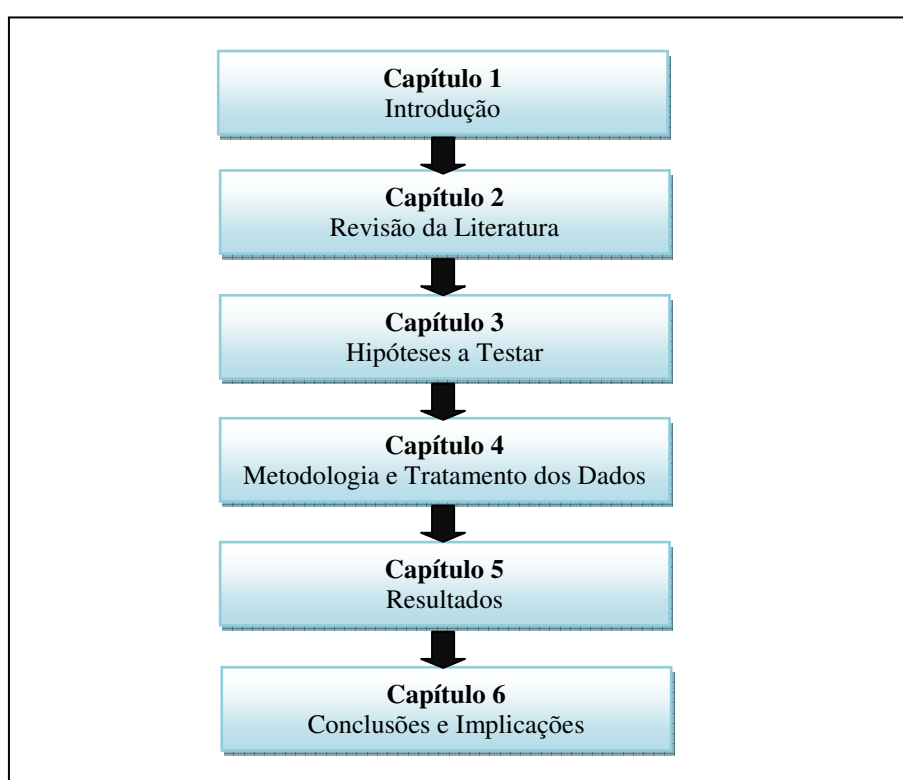 Capítulo 1
Introdução
Capítulo 2
Revisão da Literatura
Capítulo 3
Hipóteses a Testar
Capítulo 4
Metodologia e Tratamento dos Dados
Capítulo 5
Resultados
Capítulo 6
Conclusões e Implicações